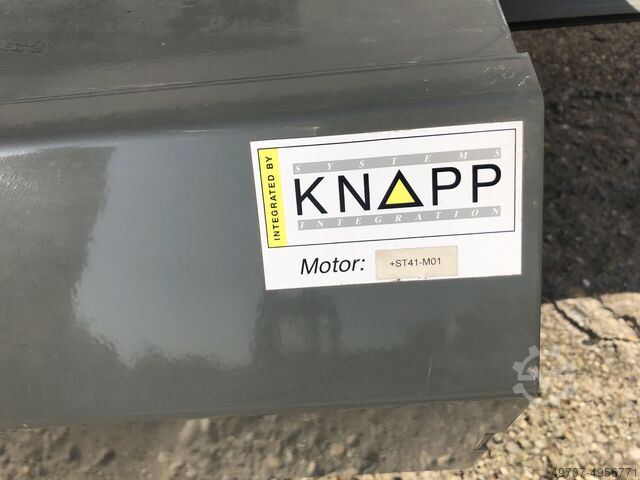 INTEGRATED BY
SYSTEMS
KNAPP
INTEGRATION
Motor: +ST41-M01
49707-4956771